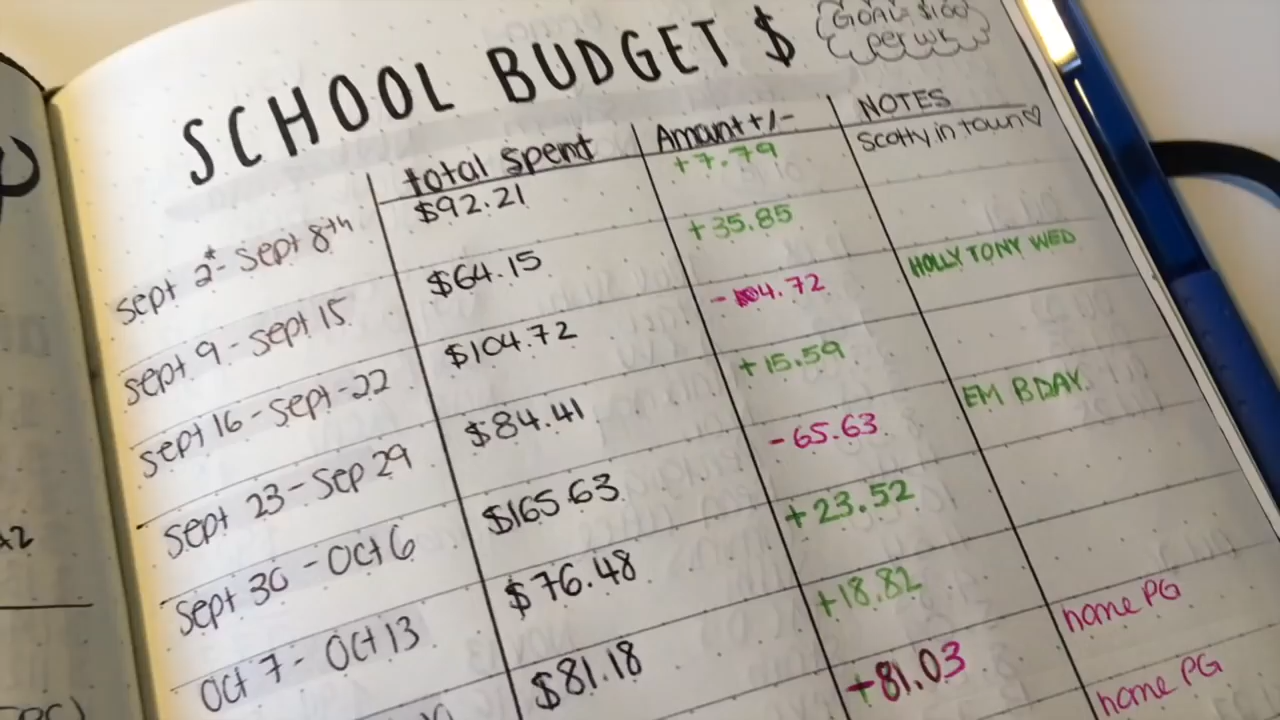 SCHOOL BUDGET $
GOAL: $100
per wk
total spent Amount +/- NOTES
sept 2*- sept 8th $92.21 +7.79 Scotty in town♡
sept 9 - sept 15 $64.15 +35.85
sept 16 - sept - 22 $104.72 - 04.72 HOLLY TONY WED
sept 23 - sep 29 $84.41 +15.59
sept 30 - oct 6 $165.63 - 65.63 EM BDAY
oct 7 - oct 13 $76.48 +23.52
$81.18 +18.82 home PG
+81.03 home PG
x2